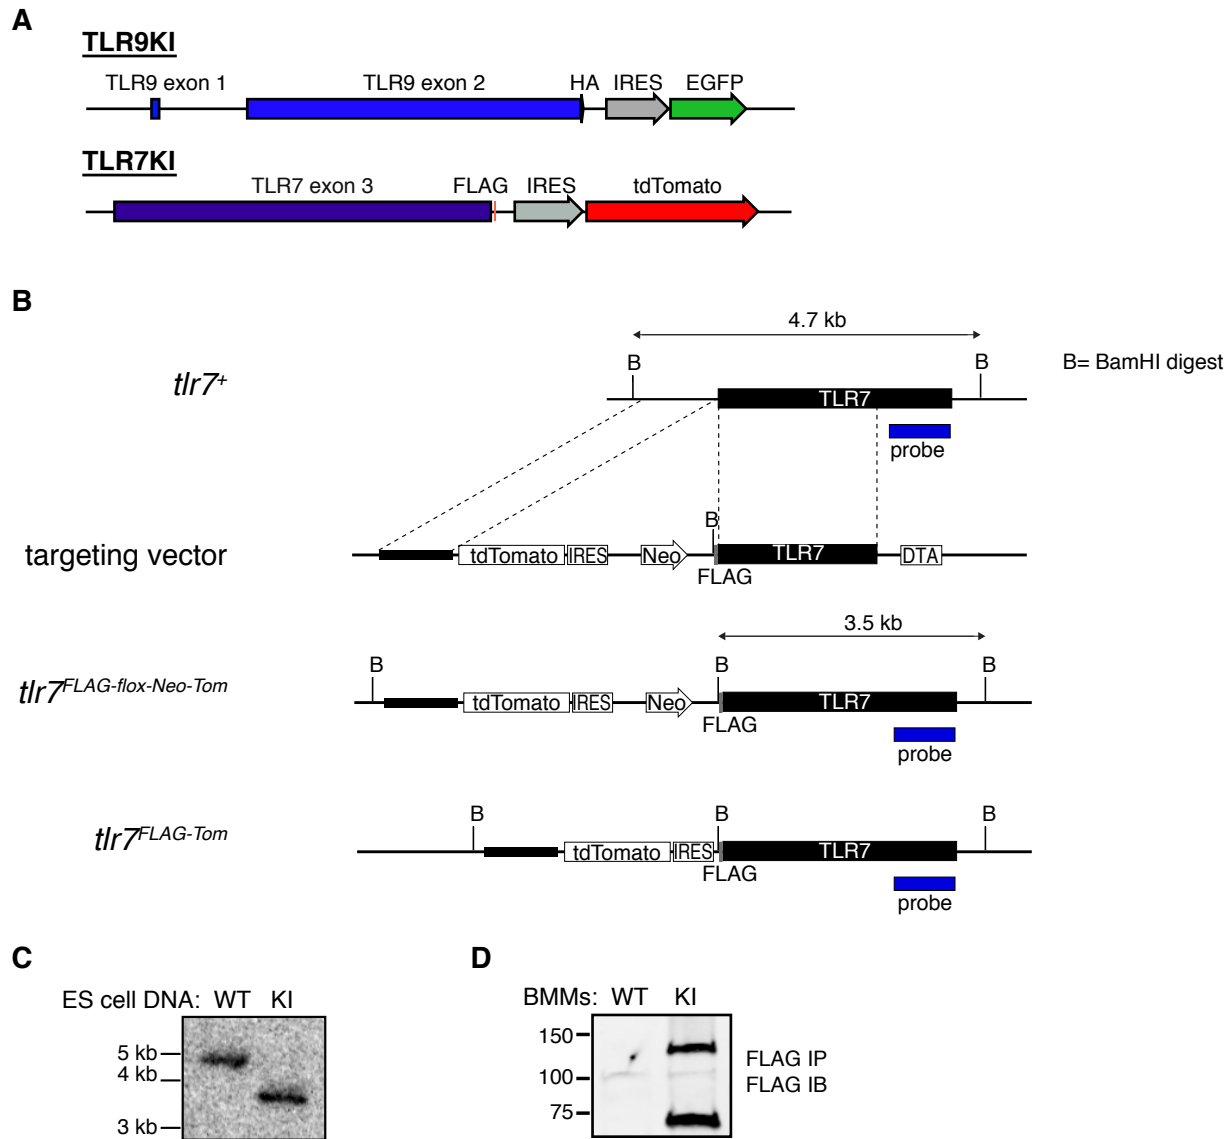 A
TLR9KI
TLR9 exon 1
TLR9 exon 2
HA
IRES
EGFP
TLR7KI
TLR7 exon 3
FLAG
IRES
tdTomato
B
4.7 kb
B
B
B= BamHI digest
tlr7+
TLR7
probe
targeting vector
B
tdTomato
IRES
Neo
TLR7
DTA
FLAG
3.5 kb
B
B
B
tlr7FLAG-flox-Neo-Tom
tdTomato
IRES
Neo
TLR7
FLAG
probe
B
B
B
tlr7FLAG-Tom
tdTomato
IRES
TLR7
FLAG
probe
C
ES cell DNA: WT KI
5 kb
4 kb
3 kb
D
BMMs: WT KI
150
100
75
FLAG IP
FLAG IB